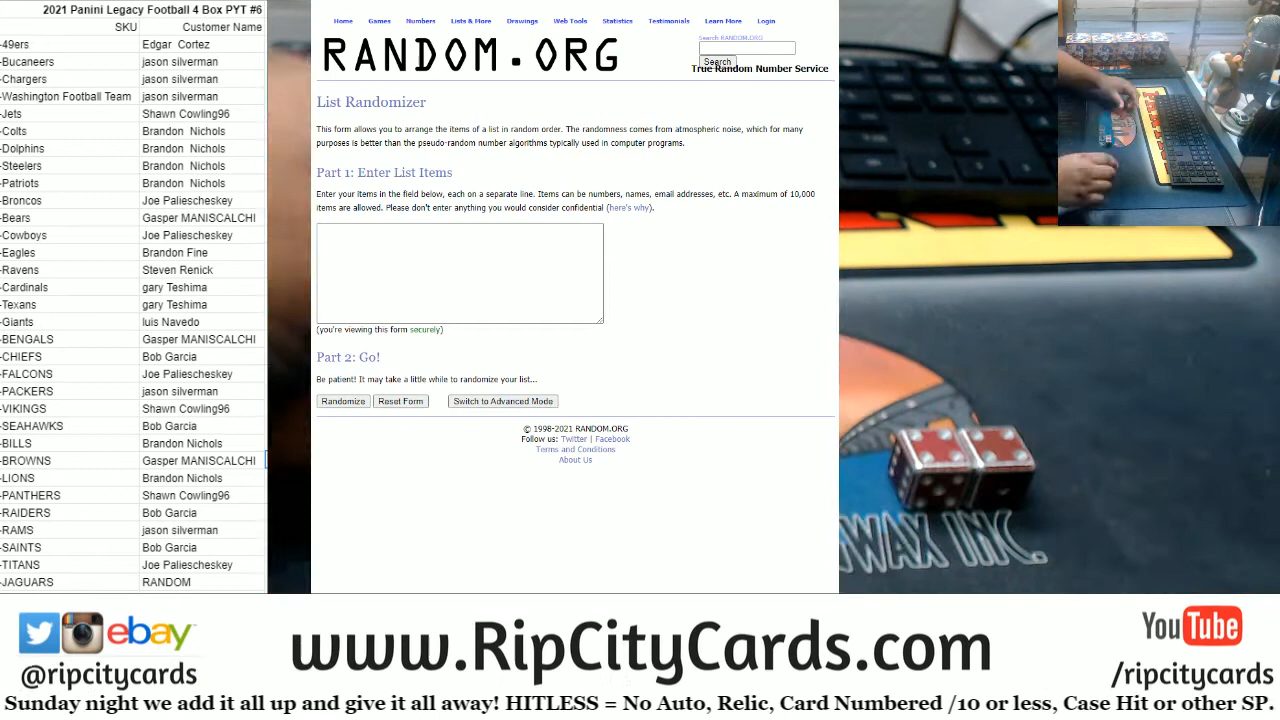 2021 Panini Legacy Football 4 Box PYT #6
SKU Customer Name
-49ers Edgar Cortez
-Bucaneers jason silverman
-Chargers jason silverman
-Washington Football Team jason silverman
-Jets Shawn Cowling96
-Colts Brandon Nichols
-Dolphins Brandon Nichols
-Steelers Brandon Nichols
-Patriots Brandon Nichols
-Broncos Joe Paliescheskey
-Bears Gasper MANISCALCHI
-Cowboys Joe Paliescheskey
-Eagles Brandon Fine
-Ravens Steven Renick
-Cardinals gary Teshima
-Texans gary Teshima
-Giants luis Navedo
-BENGALS Gasper MANISCALCHI
-CHIEFS Bob Garcia
-FALCONS Joe Paliescheskey
-PACKERS jason silverman
-VIKINGS Shawn Cowling96
-SEAHAWKS Bob Garcia
-BILLS Brandon Nichols
-BROWNS Gasper MANISCALCHI
-LIONS Brandon Nichols
-PANTHERS Shawn Cowling96
-RAIDERS Bob Garcia
-RAMS jason silverman
-SAINTS Bob Garcia
-TITANS Joe Paliescheskey
-JAGUARS RANDOM
Home Games Numbers Lists & More Drawings Web Tools Statistics Testimonials Learn More Login
RANDOM.ORG
Search RANDOM.ORG
Search
True Random Number Service
List Randomizer
This form allows you to arrange the items of a list in random order. The randomness comes from atmospheric noise, which for many
purposes is better than the pseudo-random number algorithms typically used in computer programs.
Part 1: Enter List Items
Enter your items in the field below, each on a separate line. Items can be numbers, names, email addresses, etc. A maximum of 10,000
items are allowed. Please don't enter anything you would consider confidential (here's why).
(you're viewing this form securely)
Part 2: Go!
Be patient! It may take a little while to randomize your list...
Randomize Reset Form Switch to Advanced Mode
© 1998-2021 RANDOM.ORG
Follow us: Twitter | Facebook
Terms and Conditions
About Us
WAX INC.
ebay
@ripcitycards
www.RipCityCards.com
YouTube
/ripcitycards
Sunday night we add it all up and give it all away! HITLESS = No Auto, Relic, Card Numbered /10 or less, Case Hit or other SP.